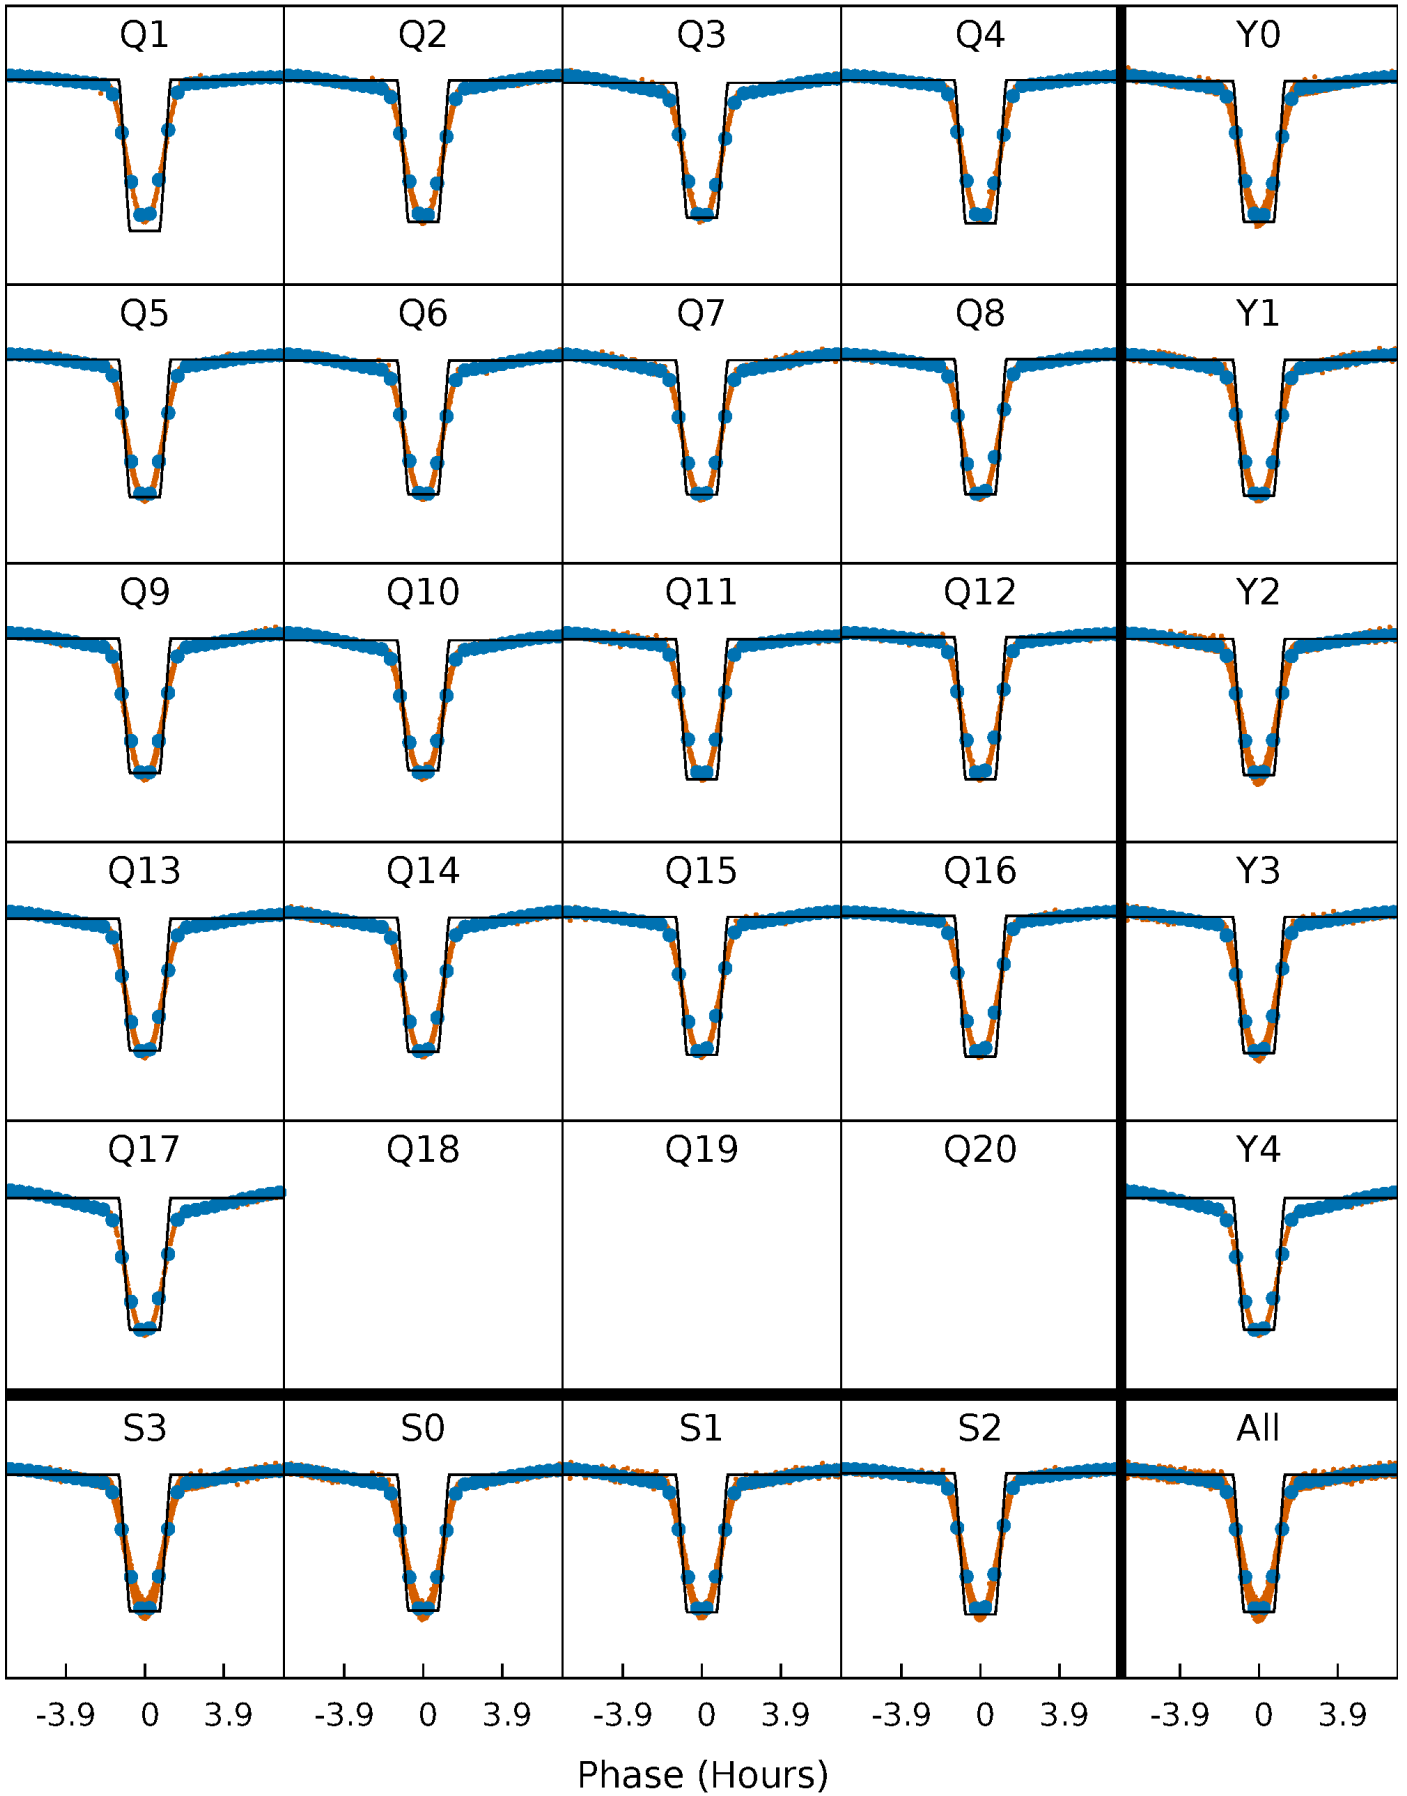 Q1 Q2 Q3 Q4 Y0
Q5 Q6 Q7 Q8 Y1
Q9 Q10 Q11 Q12 Y2
Q13 Q14 Q15 Q16 Y3
Q17 Q18 Q19 Q20 Y4
S3 S0 S1 S2 All
-3.9 0 3.9 -3.9 0 3.9 -3.9 0 3.9 -3.9 0 3.9 -3.9 0 3.9
Phase (Hours)